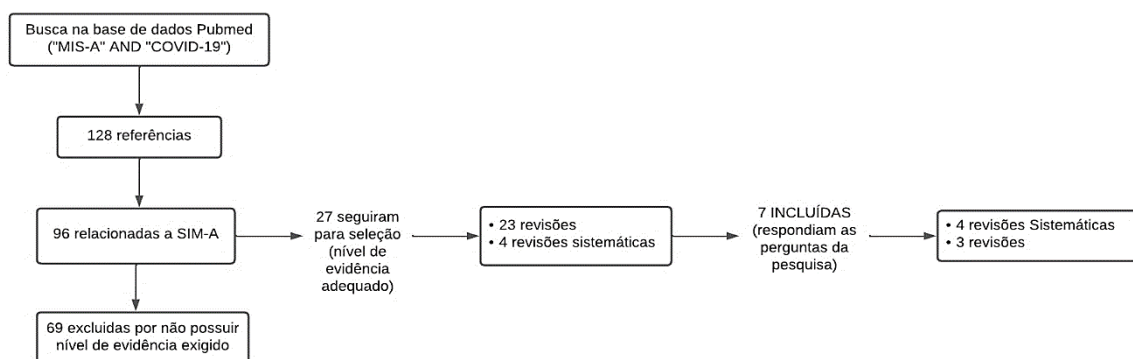 Busca na base de dados Pubmed
("MIS-A" AND "COVID-19")
128 referências
96 relacionadas a SIM-A
69 excluidas por não possuir
nível de evidência exigido
27 seguiram
para seleção
(nível de
evidência
adequado)
• 23 revisões
• 4 revisões sistemáticas
7 INCLUÍDAS
(respondiam as
perguntas da
pesquisa)
• 4 revisões Sistemáticas
• 3 revisões